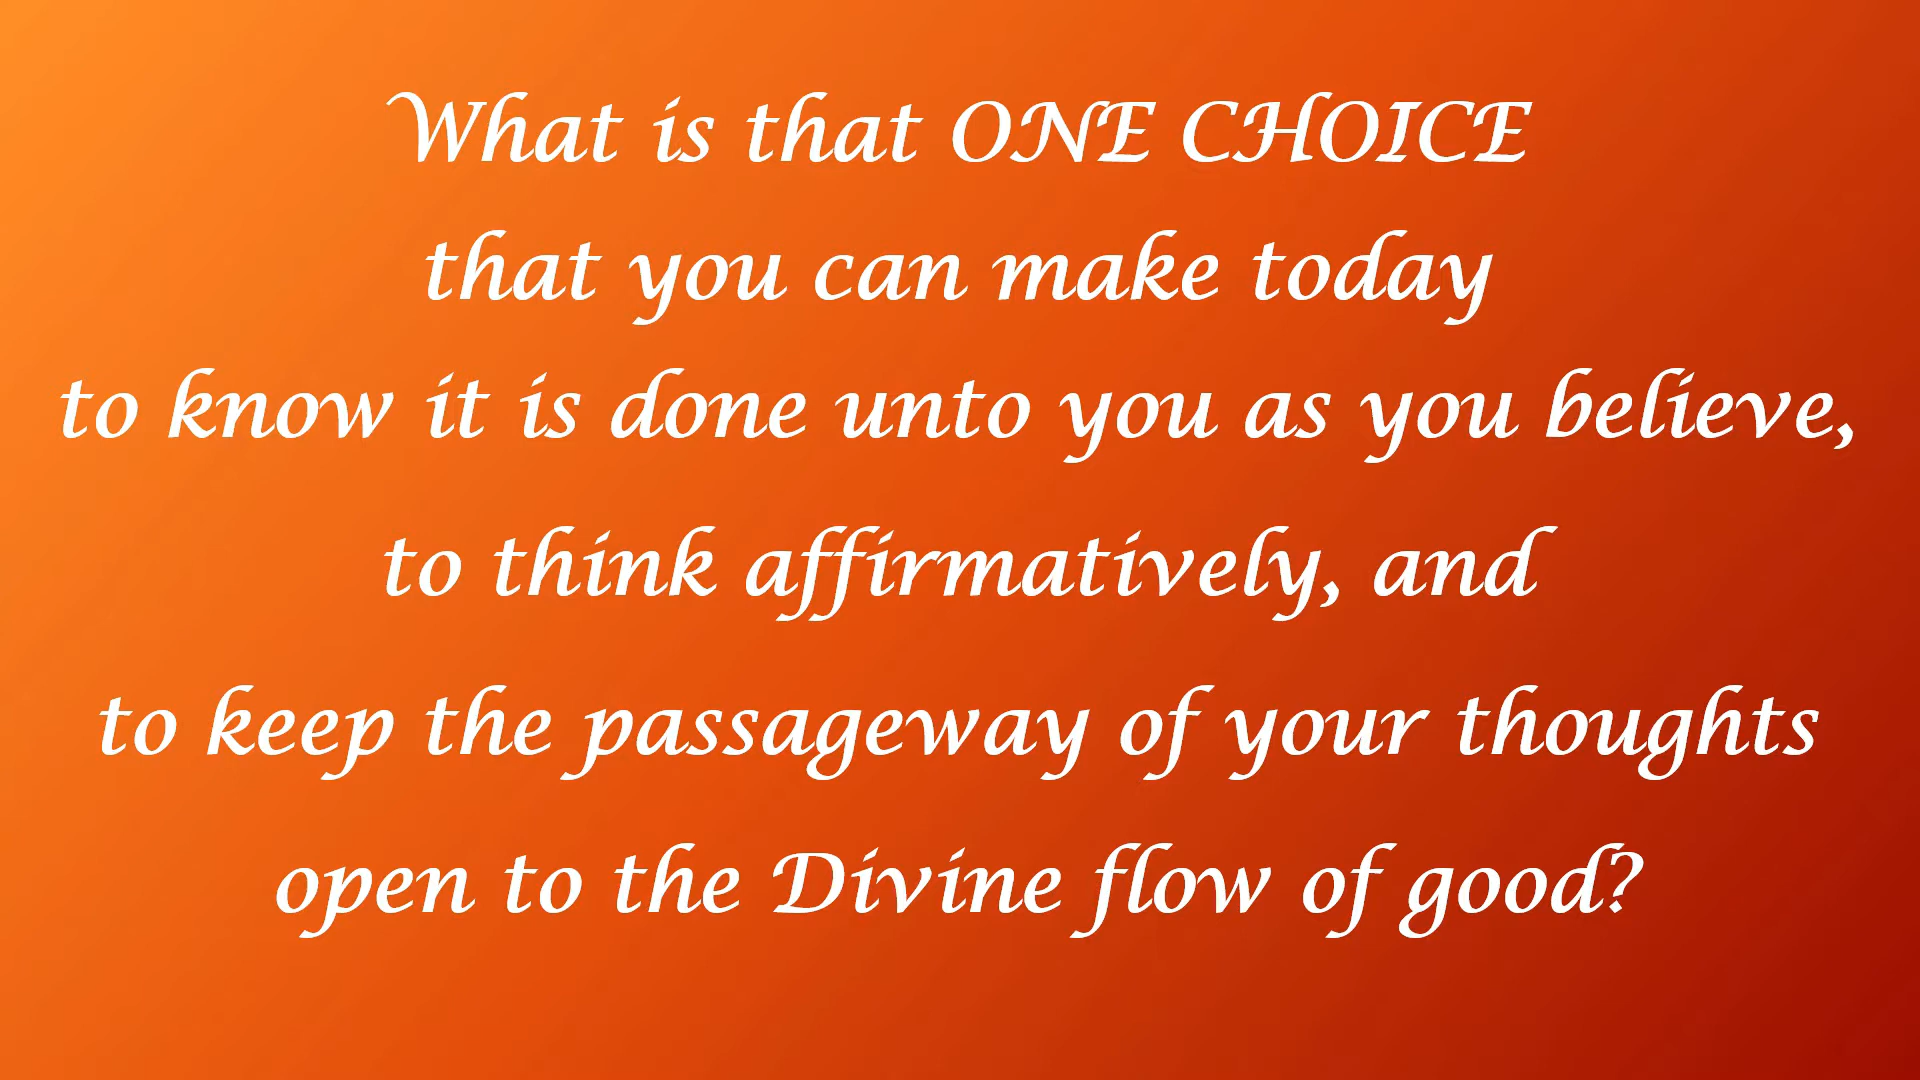 What is that ONE CHOICE
that you can make today
to know it is done unto you as you believe,
to think affirmatively, and
to keep the passageway of your thoughts
open to the Divine flow of good?